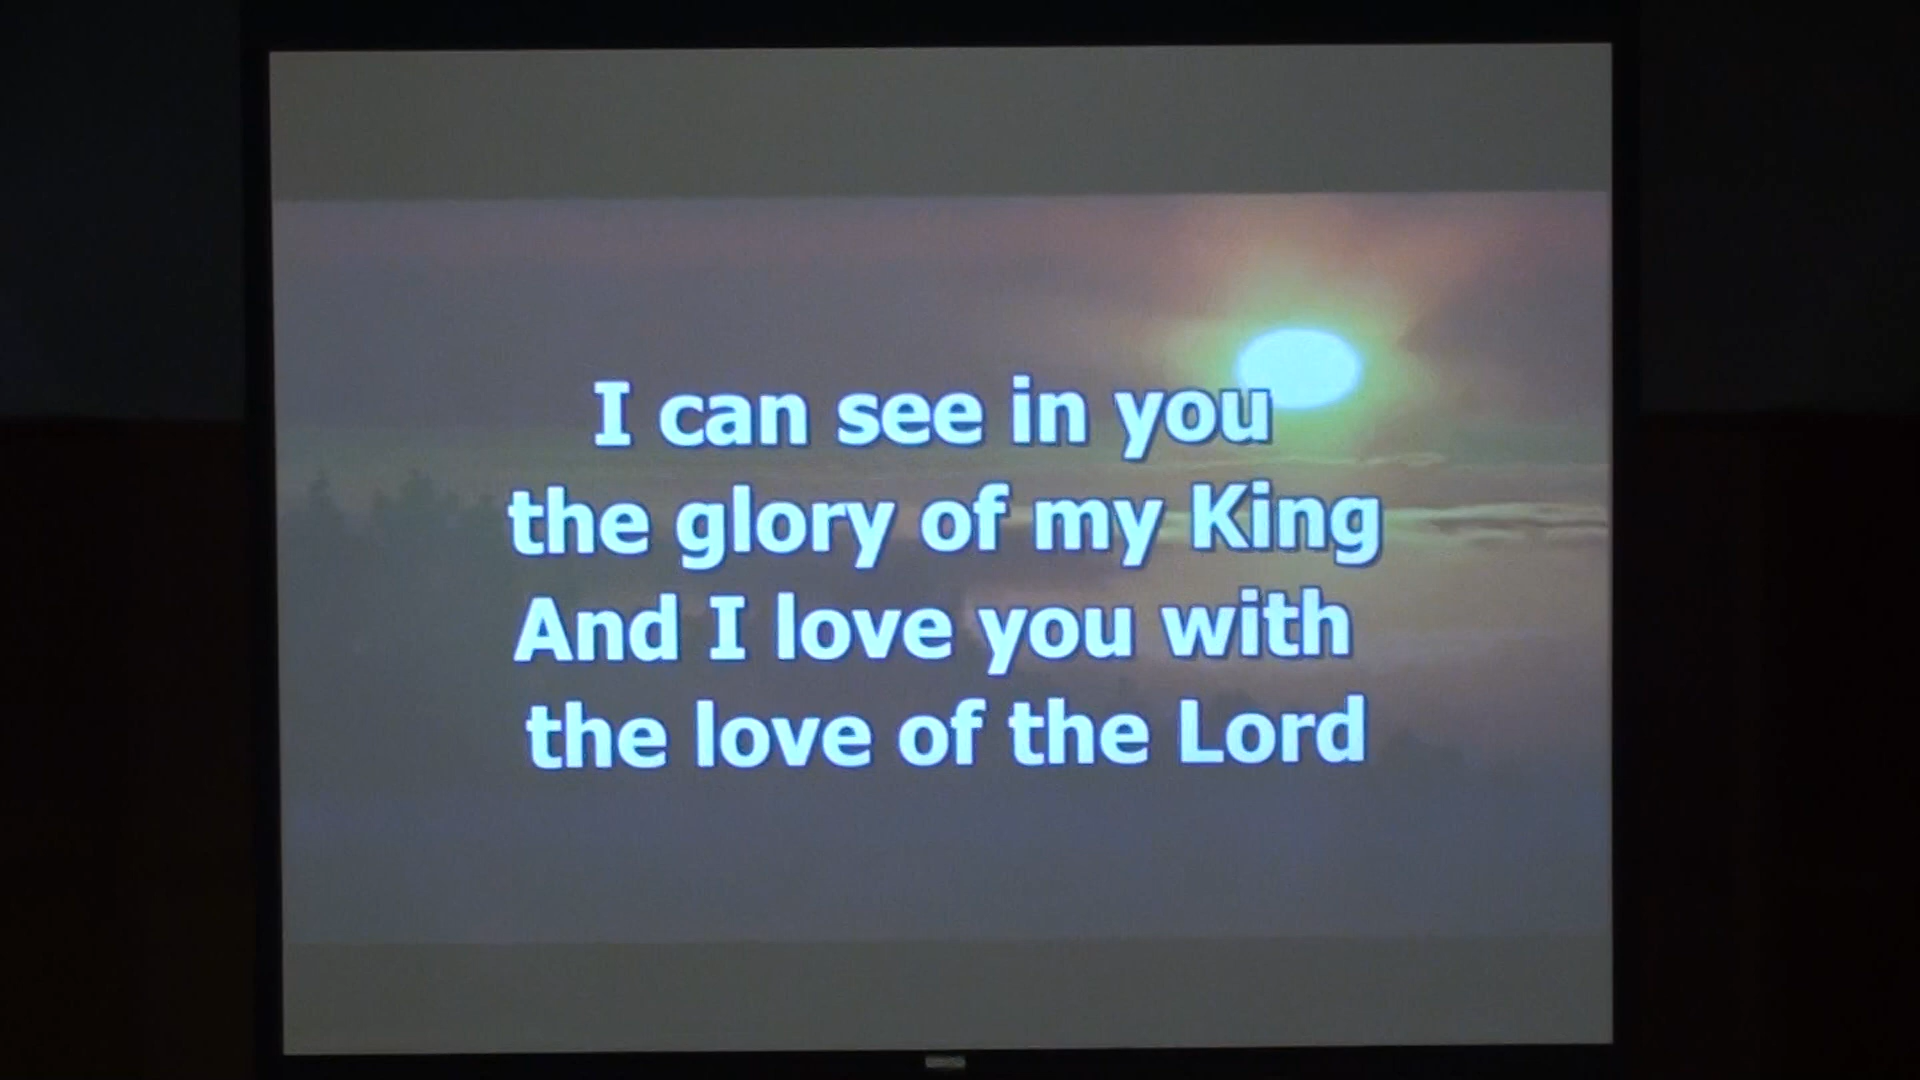 I can see in you
the glory of my King
And I love you with
the love of the Lord